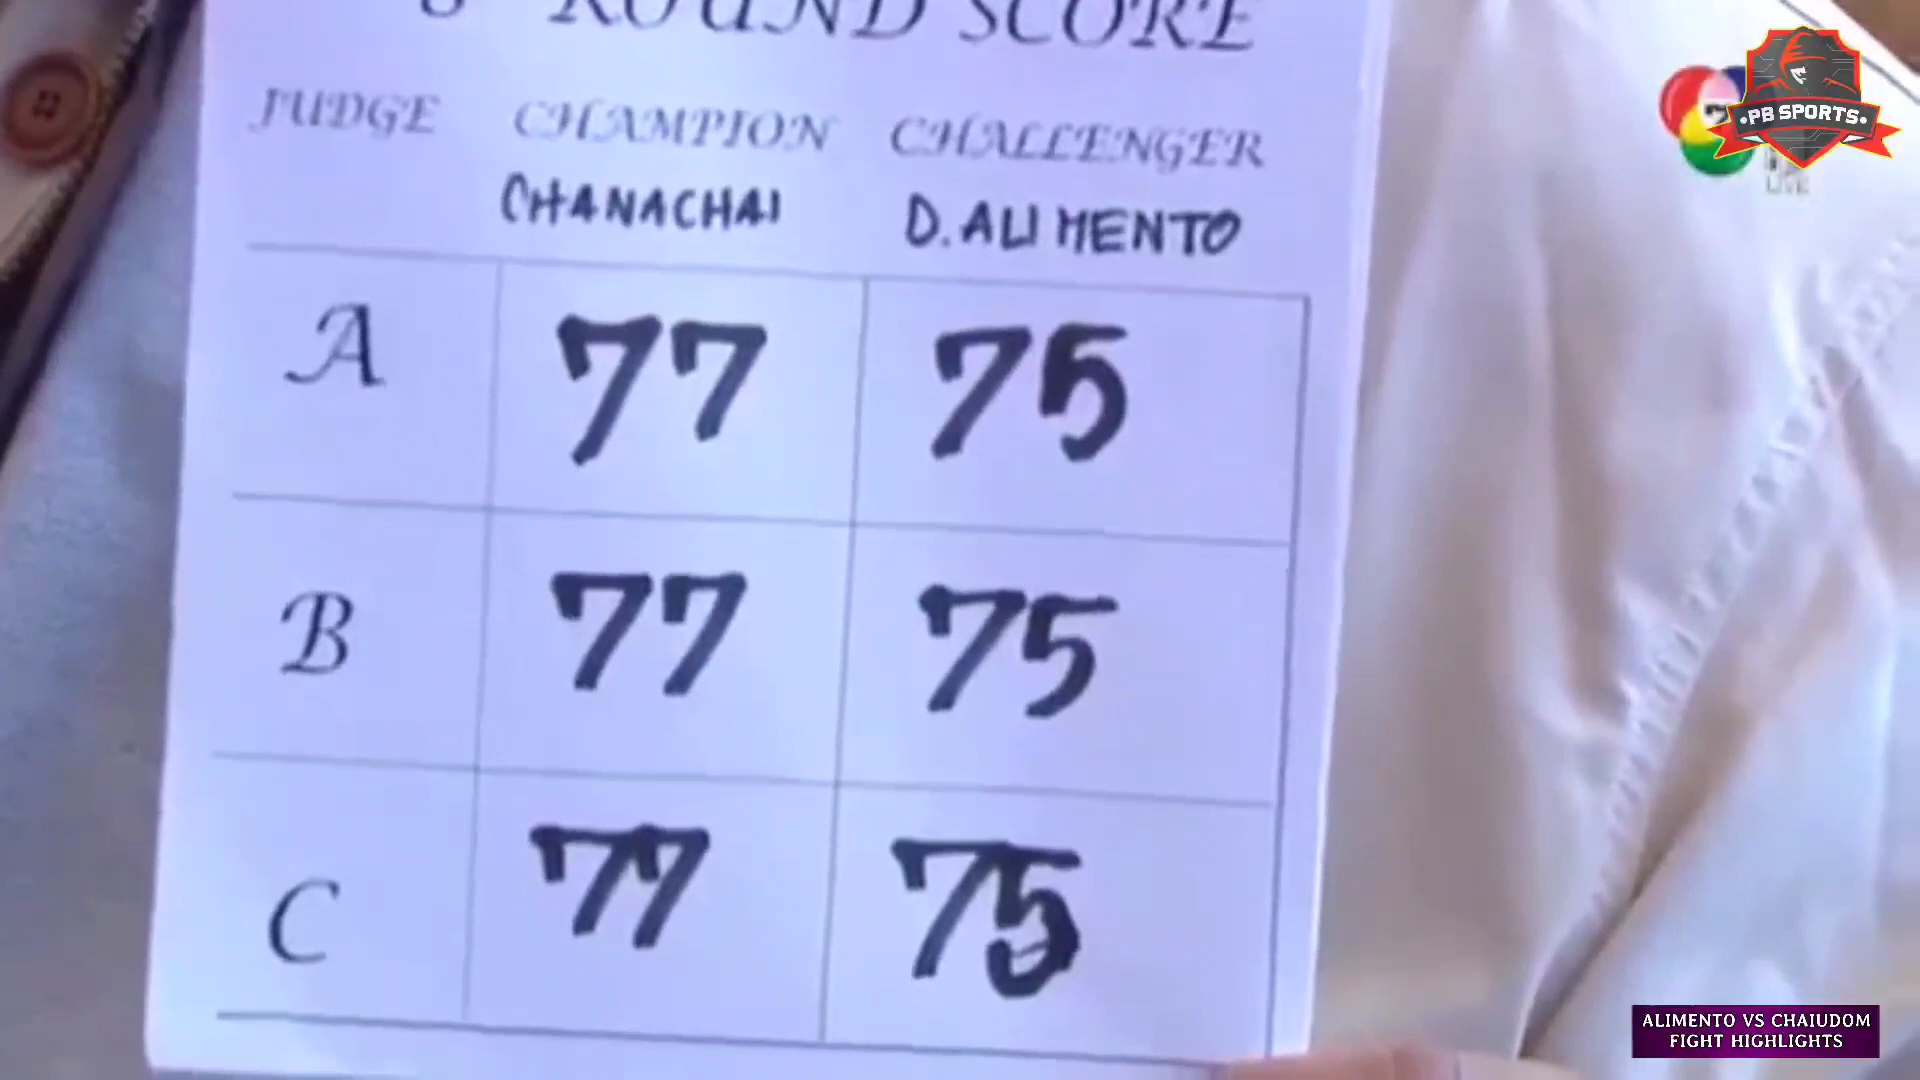 ROUND SCORE
JUDGE CHAMPION CHALLENGER
CHANACHAI D. ALIMENTO
A 77 75
B 77 75
C 77 75
PB SPORTS
LIVE
ALIMENTO VS CHAIUDOM
FIGHT HIGHLIGHTS